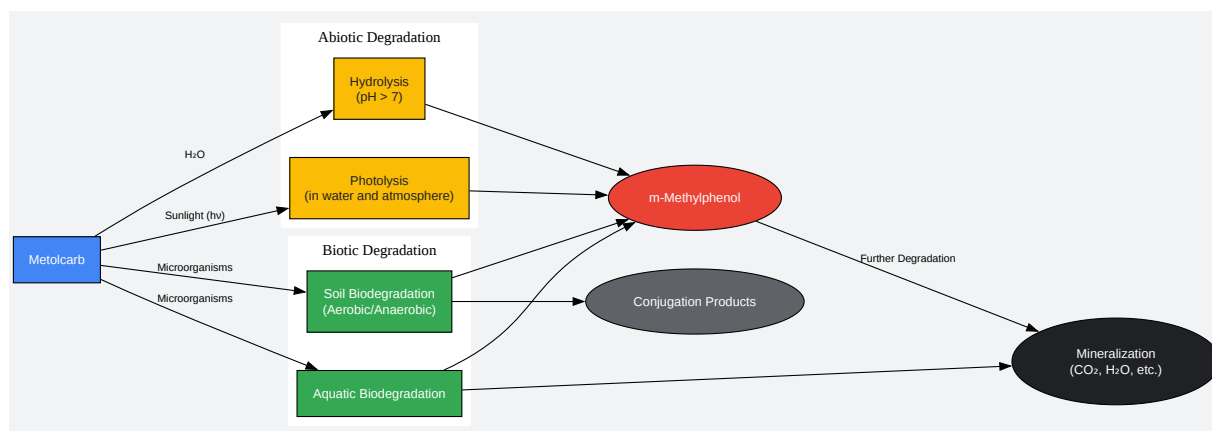 Abiotic Degradation
Hydrolysis
(pH > 7)
H₂O
Photolysis
(in water and atmosphere)
Sunlight (hν)
m-Methylphenol
Metolcarb
Biotic Degradation
Microorganisms
Further Degradation
Soil Biodegradation
(Aerobic/Anaerobic)
Microorganisms
Conjugation Products
Mineralization
(CO₂, H₂O, etc.)
Aquatic Biodegradation